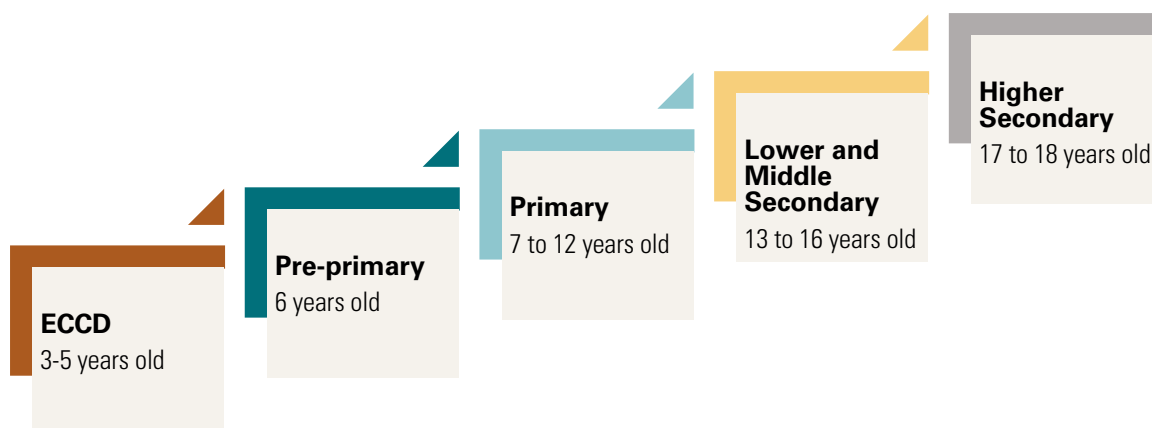 ECCD
3-5 years old
Pre-primary
6 years old
Primary
7 to 12 years old
Lower and
Middle
Secondary
13 to 16 years old
Higher
Secondary
17 to 18 years old